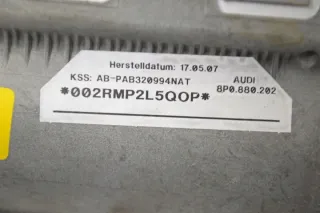 Herstelldatum: 17.05.07
KSS: AB-PAB320994NAT AUDI
*002RMP2L5QOP* 8P0.880.202